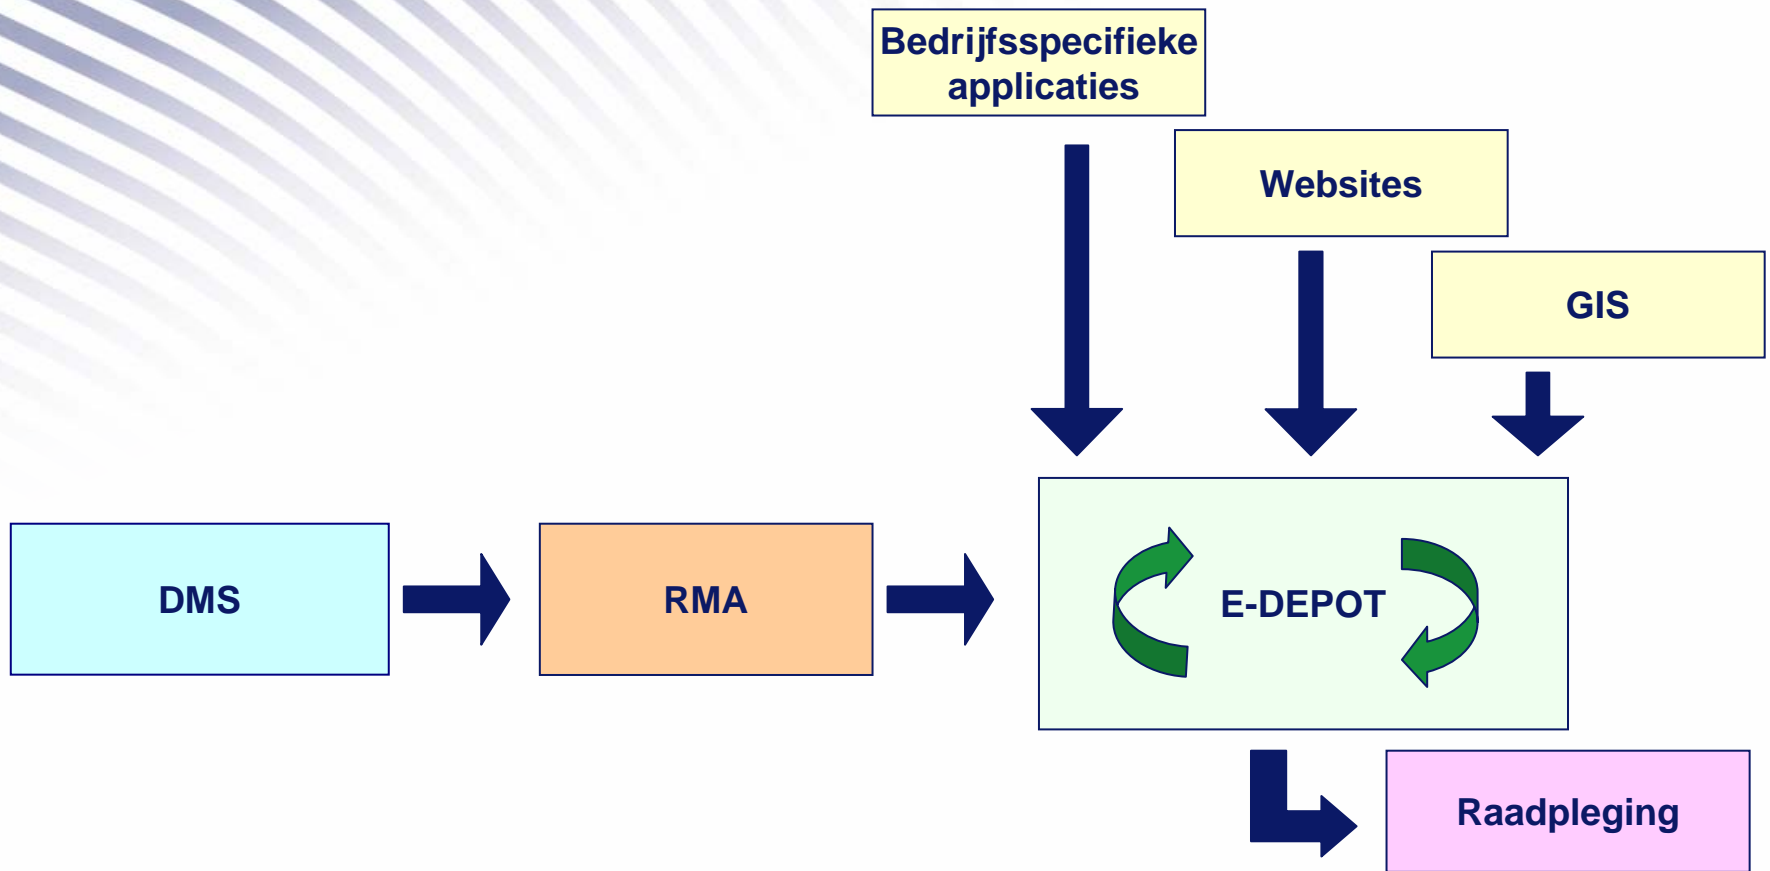 Bedrijfsspecifieke
applicaties
Websites
GIS
DMS
RMA
E-DEPOT
Raadpleging